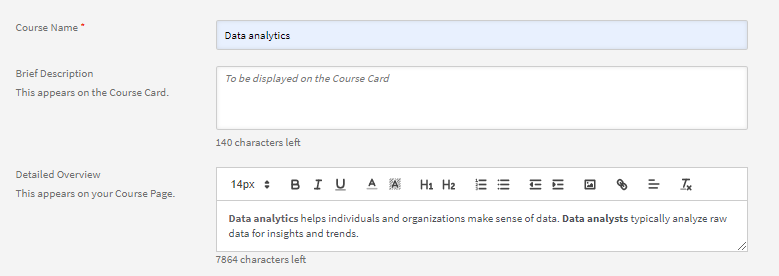 Course Name *
Data analytics
Brief Description
This appears on the Course Card.
To be displayed on the Course Card
140 characters left
Detailed Overview
This appears on your Course Page.
14px B I U A A H1 H2
Data analytics helps individuals and organizations make sense of data. Data analysts typically analyze raw
data for insights and trends.
7864 characters left